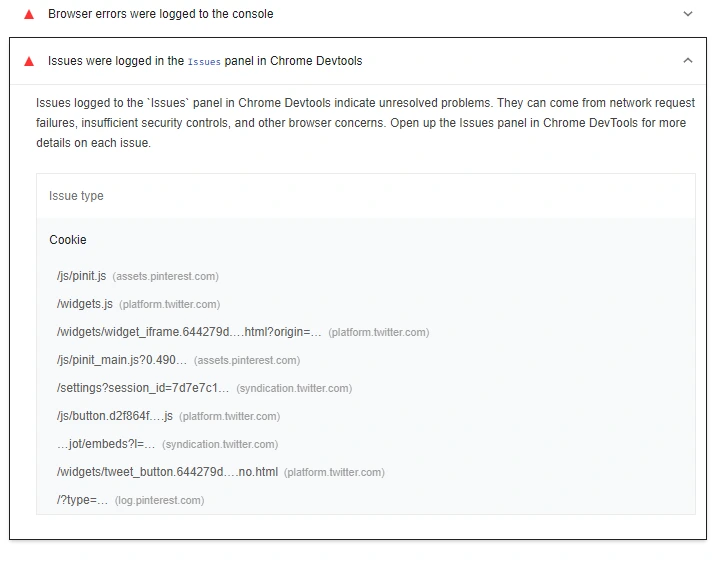 Browser errors were logged to the console
Issues were logged in the Issues panel in Chrome Devtools
Issues logged to the `Issues` panel in Chrome Devtools indicate unresolved problems. They can come from network request
failures, insufficient security controls, and other browser concerns. Open up the Issues panel in Chrome DevTools for more
details on each issue.
Issue type
Cookie
/js/pinit.js (assets.pinterest.com)
/widgets.js (platform.twitter.com)
/widgets/widget_iframe.644279d….html?origin=… (platform.twitter.com)
/js/pinit_main.js?0.490… (assets.pinterest.com)
/settings?session_id=7d7e7c1… (syndication.twitter.com)
/js/button.d2f864f….js (platform.twitter.com)
…jot/embeds?l=… (syndication.twitter.com)
/widgets/tweet_button.644279d….no.html (platform.twitter.com)
/?type=… (log.pinterest.com)